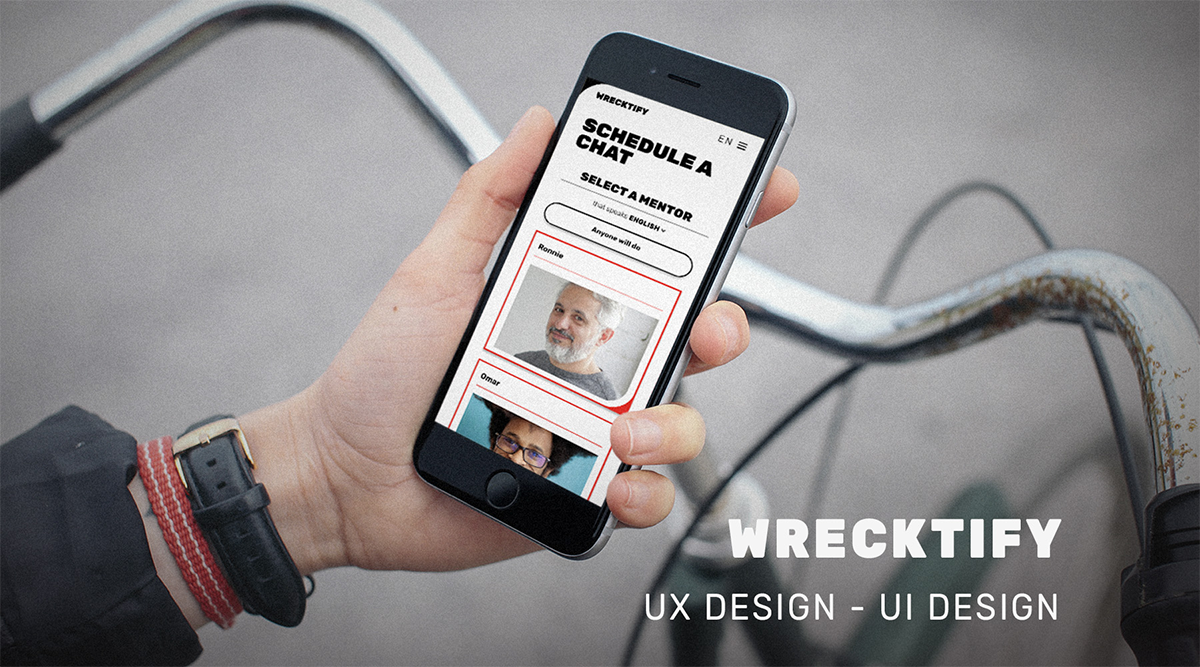 WRECKTIFY
EN
SCHEDULE A
CHAT
SELECT A MENTOR
that speaks ENGLISH
Anyone will do
Ronnie
Omar
WRECKTIFY
UX DESIGN - UI DESIGN